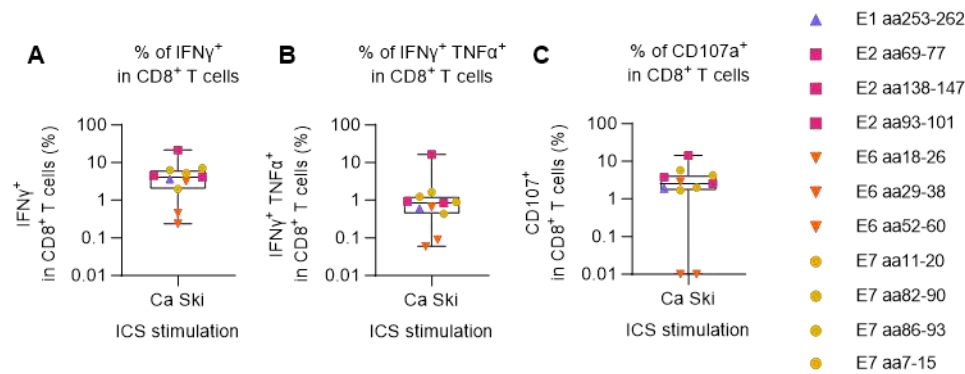 A
% of IFNγ⁺
in CD8⁺ T cells
IFNγ⁺
in CD8⁺ T cells (%)
100
10
1
0.1
0.01
Ca Ski
ICS stimulation
B
% of IFNγ⁺ TNFα⁺
in CD8⁺ T cells
IFNγ⁺ TNFα⁺
in CD8⁺ T cells (%)
100
10
1
0.1
0.01
Ca Ski
ICS stimulation
C
% of CD107a⁺
in CD8⁺ T cells
CD107⁺
in CD8⁺ T cells (%)
100
10
1
0.1
0.01
Ca Ski
ICS stimulation
E1 aa253-262
E2 aa69-77
E2 aa138-147
E2 aa93-101
E6 aa18-26
E6 aa29-38
E6 aa52-60
E7 aa11-20
E7 aa82-90
E7 aa86-93
E7 aa7-15